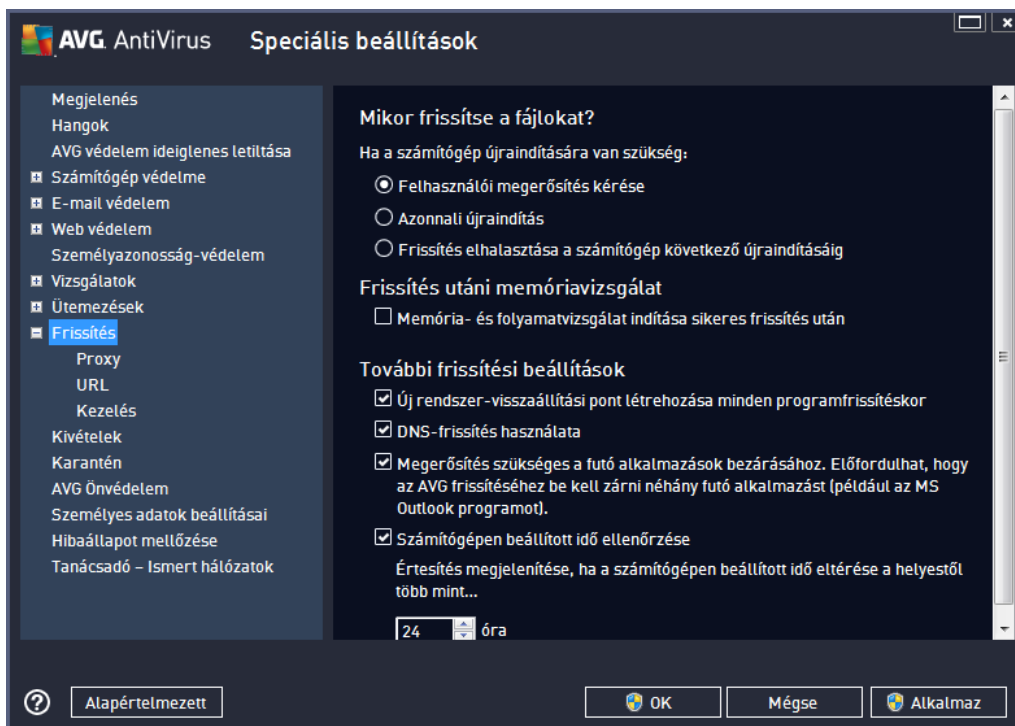 AVG. AntiVirus Speciális beállítások
Megjelenés
Hangok
AVG védelem ideiglenes letiltása
Számítógép védelme
E-mail védelem
Web védelem
Személyazonosság-védelem
Vizsgálatok
Ütemezések
Frissítés
Proxy
URL
Kezelés
Kivételek
Karantén
AVG Önvédelem
Személyes adatok beállításai
Hibaállapot mellőzése
Tanácsadó – Ismert hálózatok
Mikor frissítse a fájlokat?
Ha a számítógép újraindítására van szükség:
Felhasználói megerősítés kérése
Azonnali újraindítás
Frissítés elhalasztása a számítógép következő újraindításáig
Frissítés utáni memóriavizsgálat
Memória- és folyamatvizsgálat indítása sikeres frissítés után
További frissítési beállítások
Új rendszer-visszaállítási pont létrehozása minden programfrissítéskor
DNS-frissítés használata
Megerősítés szükséges a futó alkalmazások bezárásához. Előfordulhat, hogy
az AVG frissítéséhez be kell zárni néhány futó alkalmazást (például az MS
Outlook programot).
Számítógépen beállított idő ellenőrzése
Értesítés megjelenítése, ha a számítógépen beállított idő eltérése a helyestől
több mint...
24 óra
Alapértelmezett
OK
Mégse
Alkalmaz